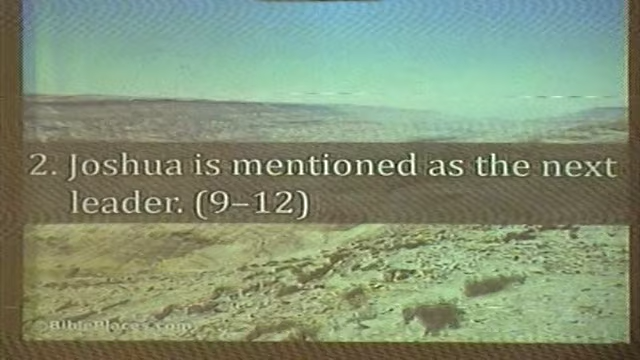 2. Joshua is mentioned as the next
leader. (9–12)
©BiblePlaces.com